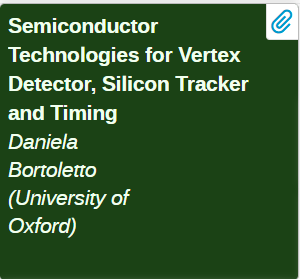 Semiconductor
Technologies for Vertex
Detector, Silicon Tracker
and Timing
Daniela
Bortoletto
(University of
Oxford)